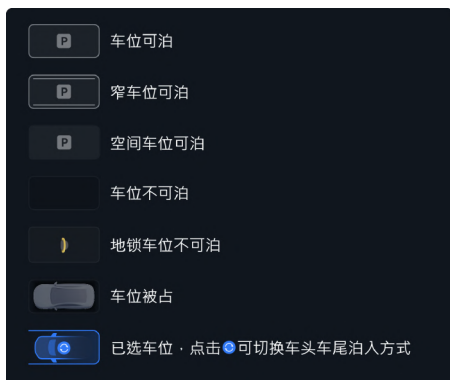 P 车位可泊
P 窄车位可泊
P 空间车位可泊
车位不可泊
地锁车位不可泊
车位被占
已选车位 · 点击可切换车头车尾泊入方式